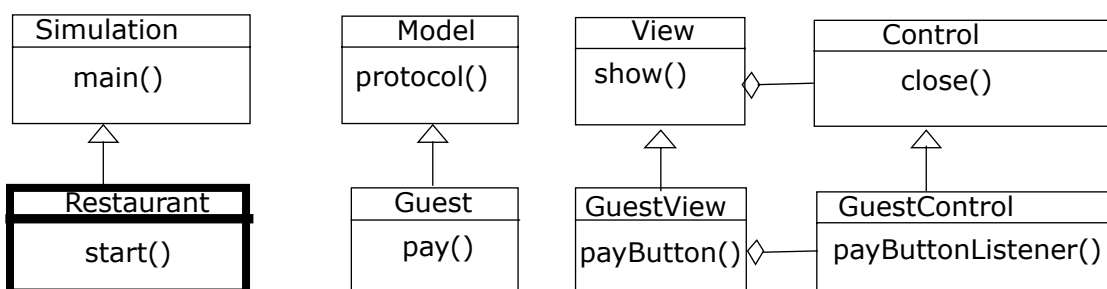 Simulation
main()
Model
protocol()
View
show()
Control
close()
Restaurant
start()
Guest
pay()
GuestView
payButton()
GuestControl
payButtonListener()